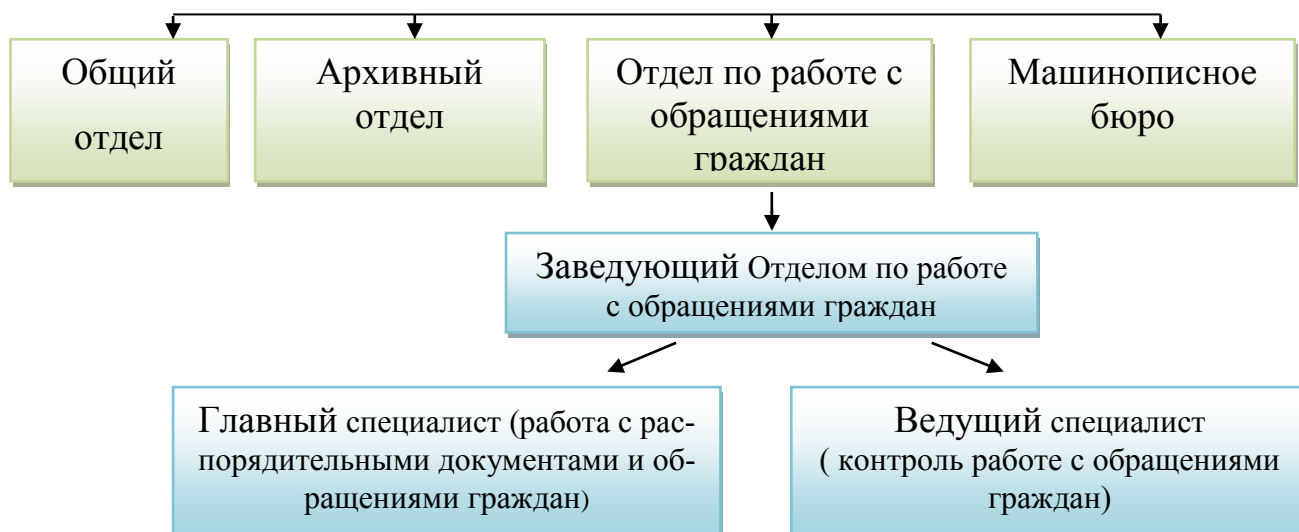 Общий
отдел
Архивный
отдел
Отдел по работе с
обращениями
граждан
Машинописное
бюро
Заведующий Отделом по работе
с обращениями граждан
Главный специалист (работа с рас-
порядительными документами и об-
ращениями граждан)
Ведущий специалист
( контроль работе с обращениями
граждан)